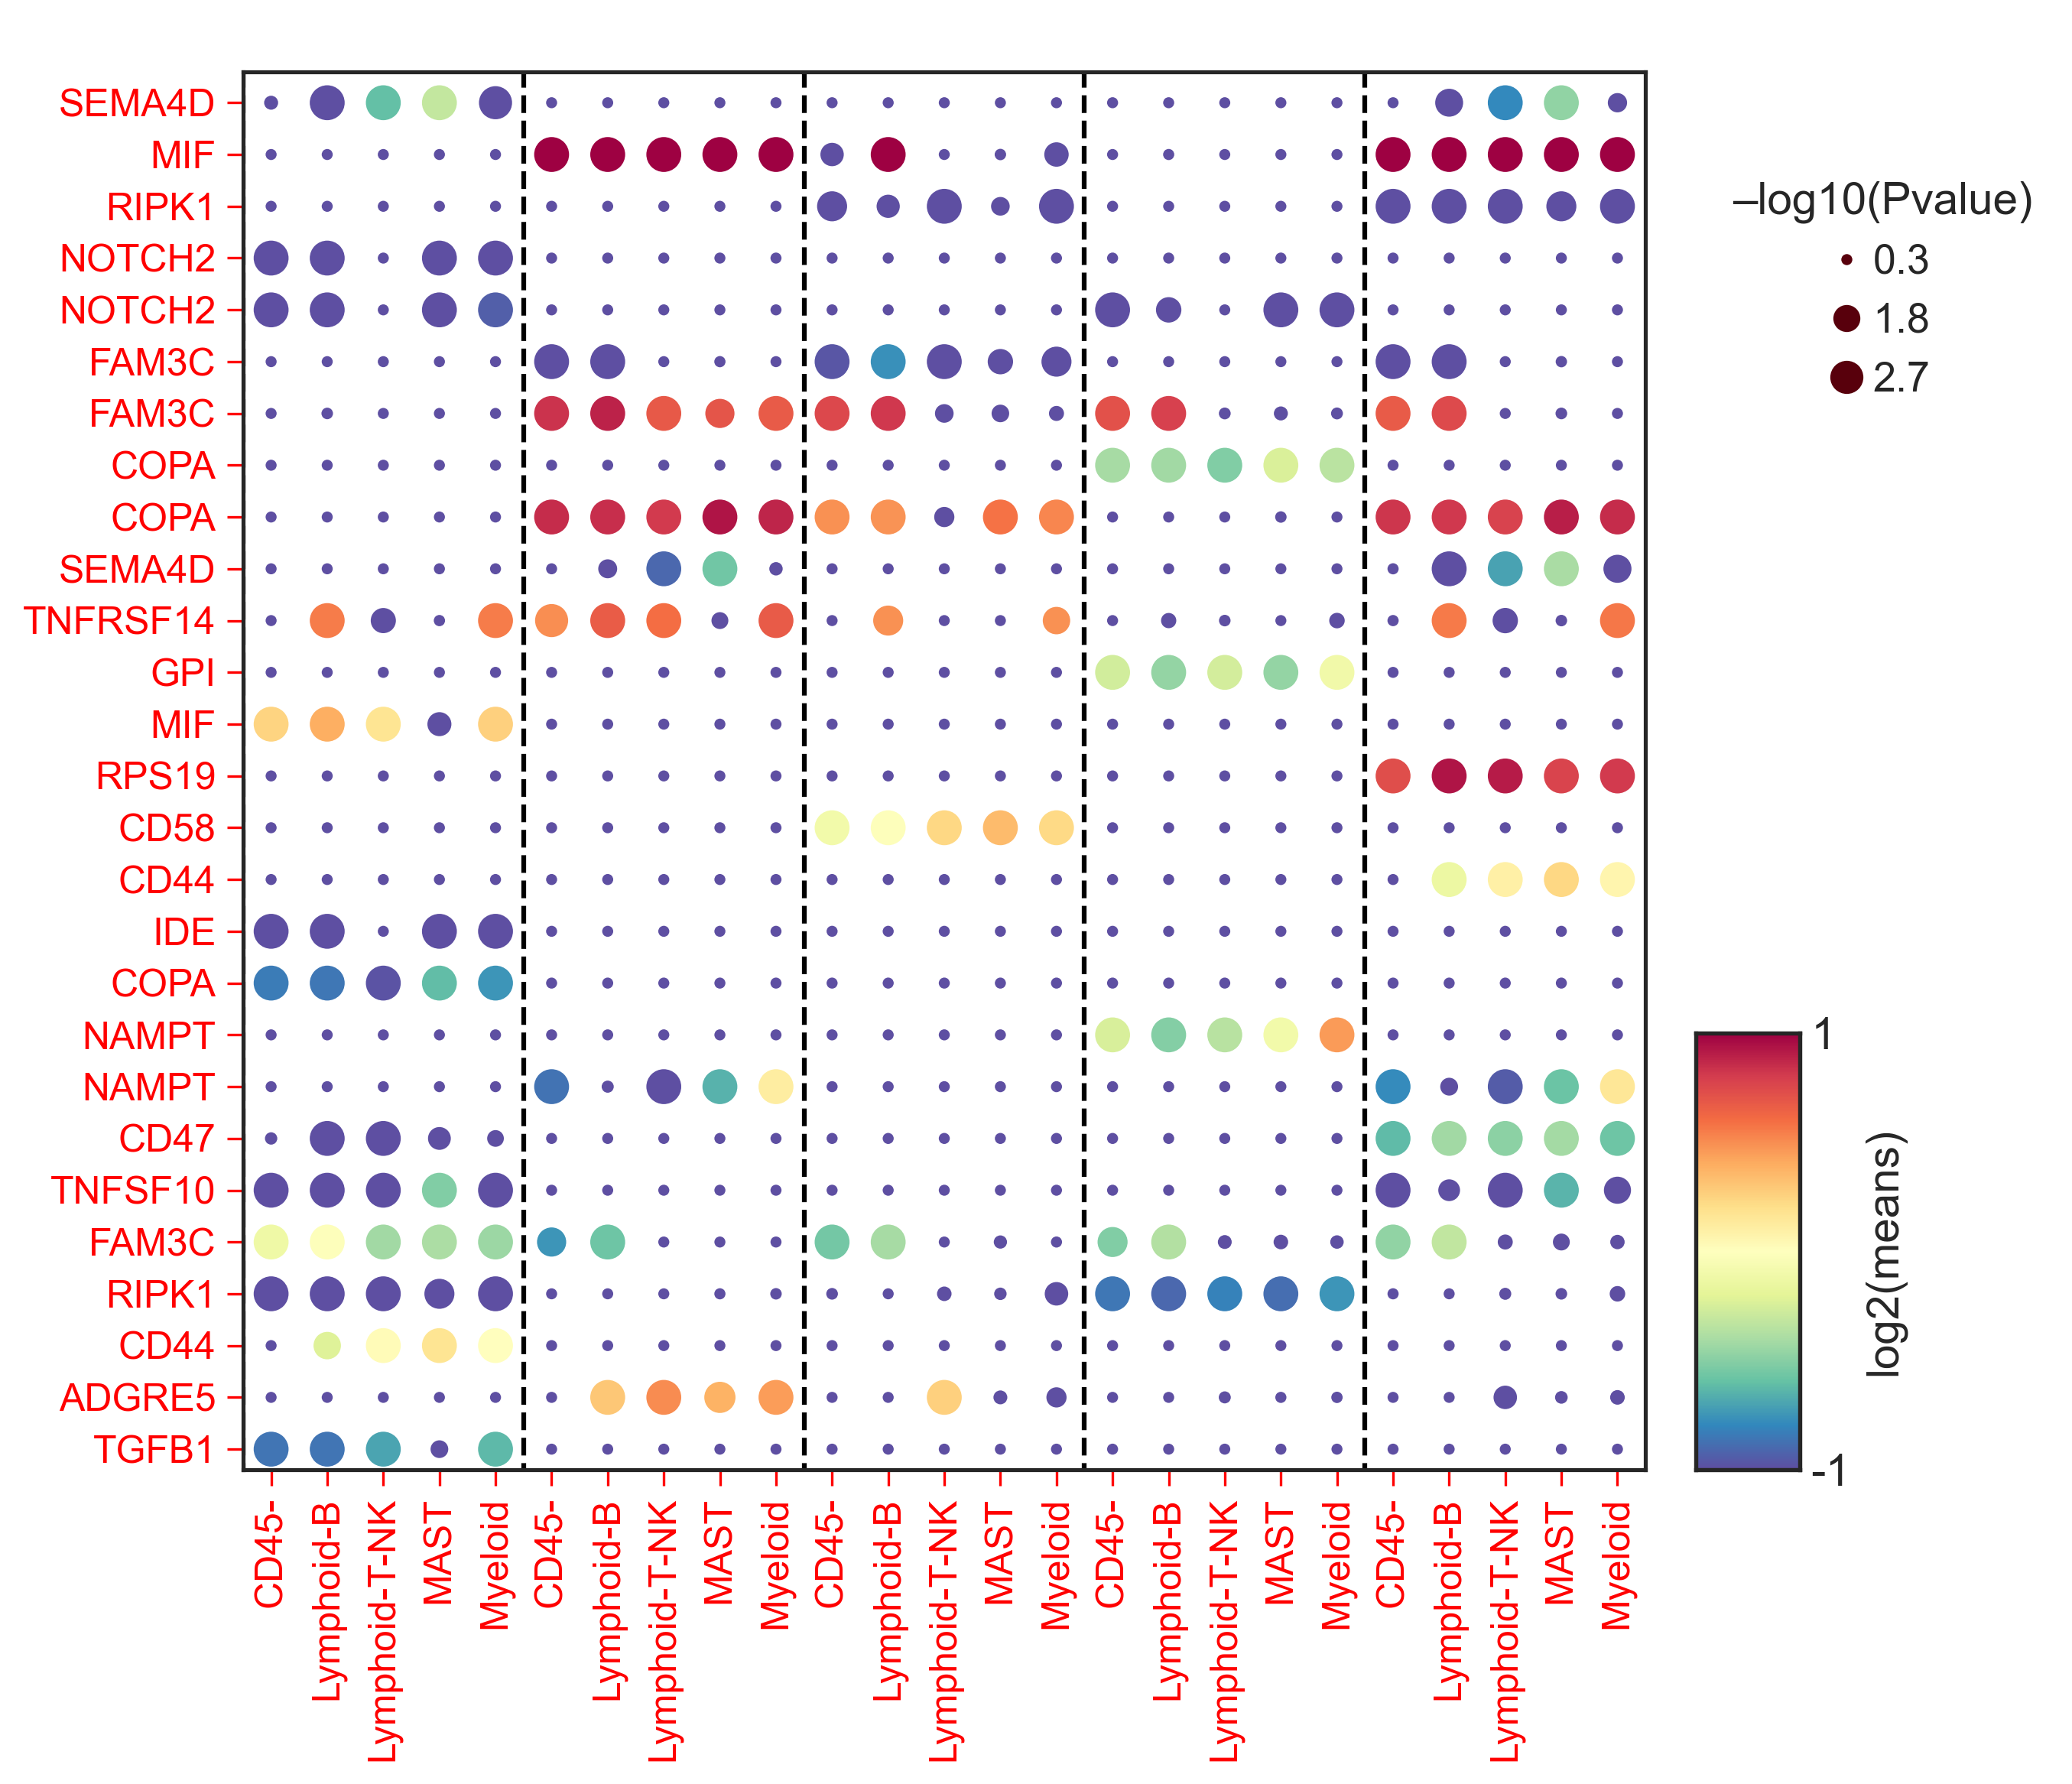 SEMA4D
MIF
RIPK1
NOTCH2
NOTCH2
FAM3C
FAM3C
COPA
COPA
SEMA4D
TNFRSF14
GPI
MIF
RPS19
CD58
CD44
IDE
COPA
NAMPT
NAMPT
CD47
TNFSF10
FAM3C
RIPK1
CD44
ADGRE5
TGFB1
CD45-
Lymphoid-B
Lymphoid-T-NK
MAST
Myeloid
CD45-
Lymphoid-B
Lymphoid-T-NK
MAST
Myeloid
CD45-
Lymphoid-B
Lymphoid-T-NK
MAST
Myeloid
CD45-
Lymphoid-B
Lymphoid-T-NK
MAST
Myeloid
CD45-
Lymphoid-B
Lymphoid-T-NK
MAST
Myeloid
–log10(Pvalue)
0.3
1.8
2.7
1
log2(means)
-1